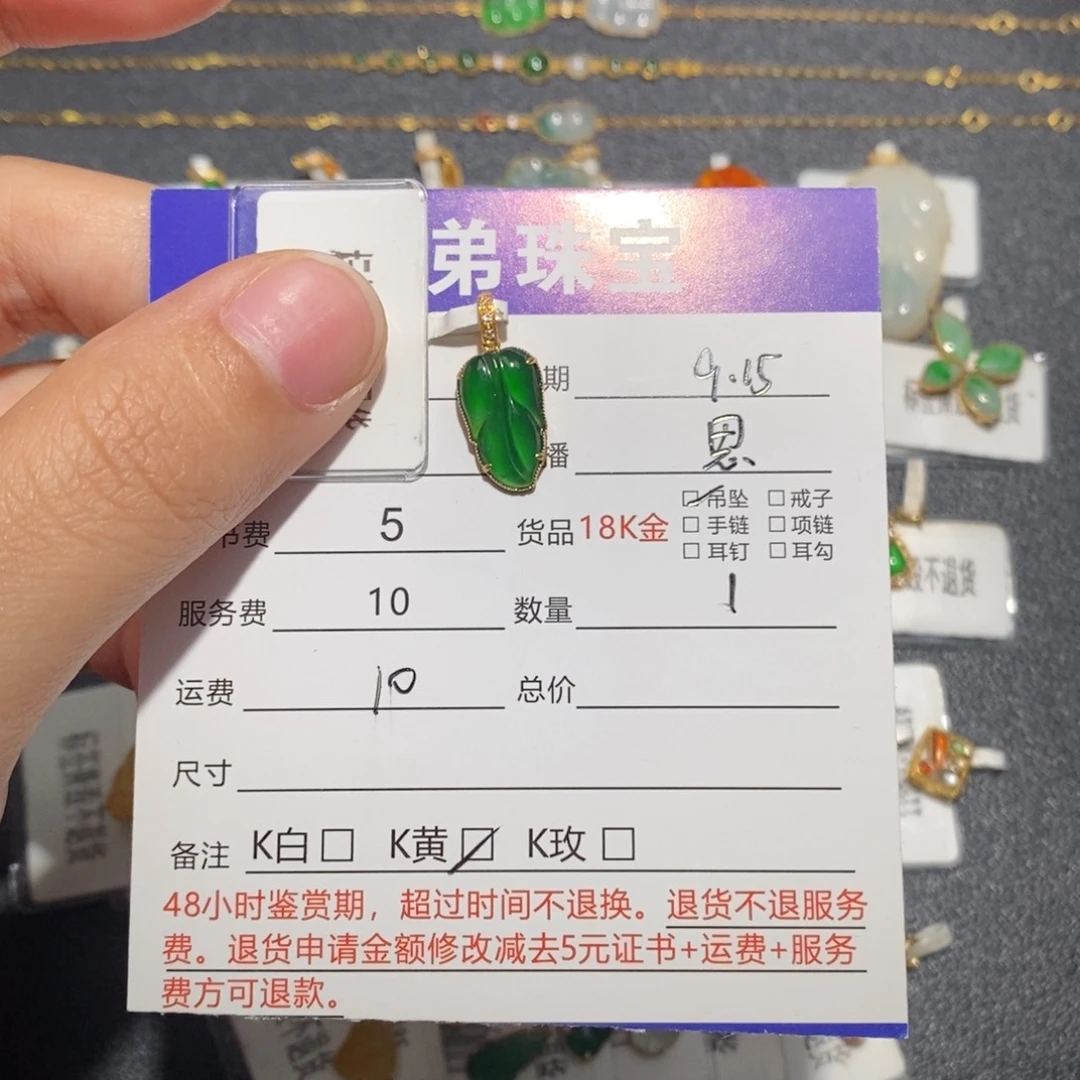 弟珠宝
期 9.15
播 恩
书费 5 货品 18K金 吊坠 戒子
手链 项链
耳钉 耳勾
服务费 10 数量 1
运费 10 总价
尺寸
备注 K白 K黄 K玫
48小时鉴赏期，超过时间不退换。退货不退服务
费。退货申请金额修改减去5元证书+运费+服务
费方可退款。
不退货